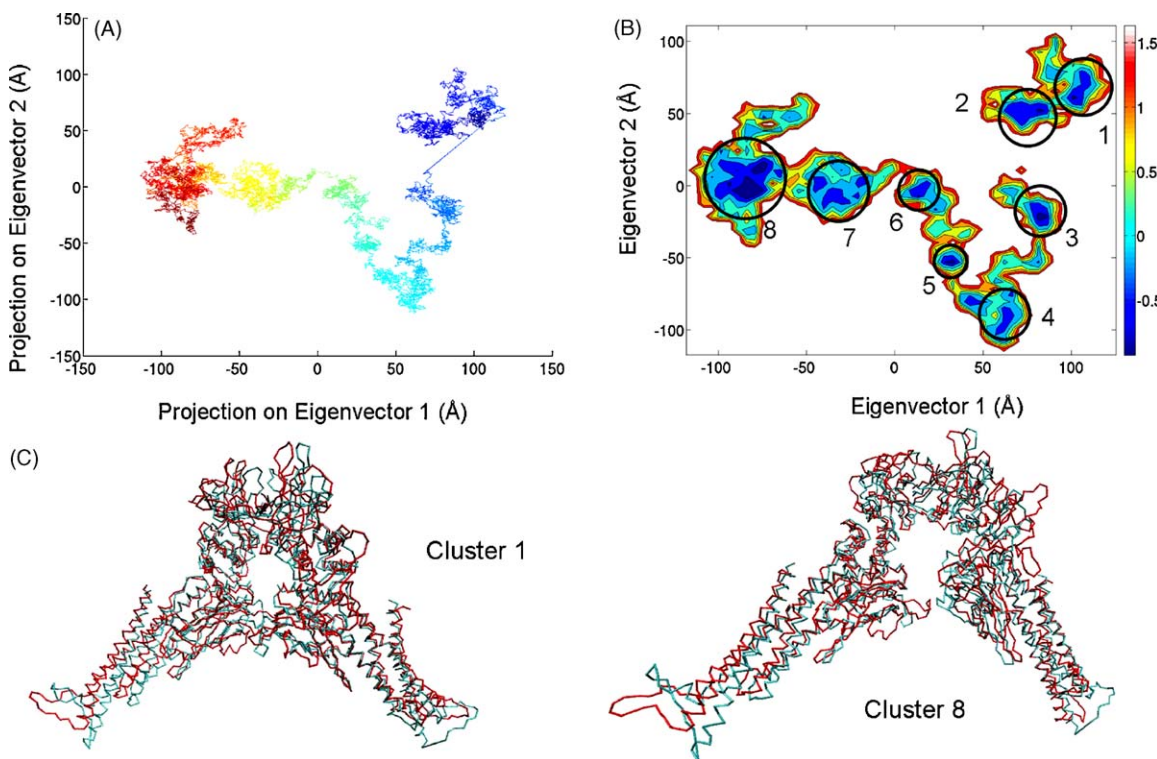 (A)
150
100
50
0
-50
-100
-150
-150 -100 -50 0 50 100 150
Projection on Eigenvector 2 (Å)
Projection on Eigenvector 1 (Å)
(B)
100
50
0
-50
-100
-100 -50 0 50 100
Eigenvector 2 (Å)
Eigenvector 1 (Å)
1
2
3
4
5
6
7
8
1.5
1
0.5
0
-0.5
(C)
Cluster 1
Cluster 8